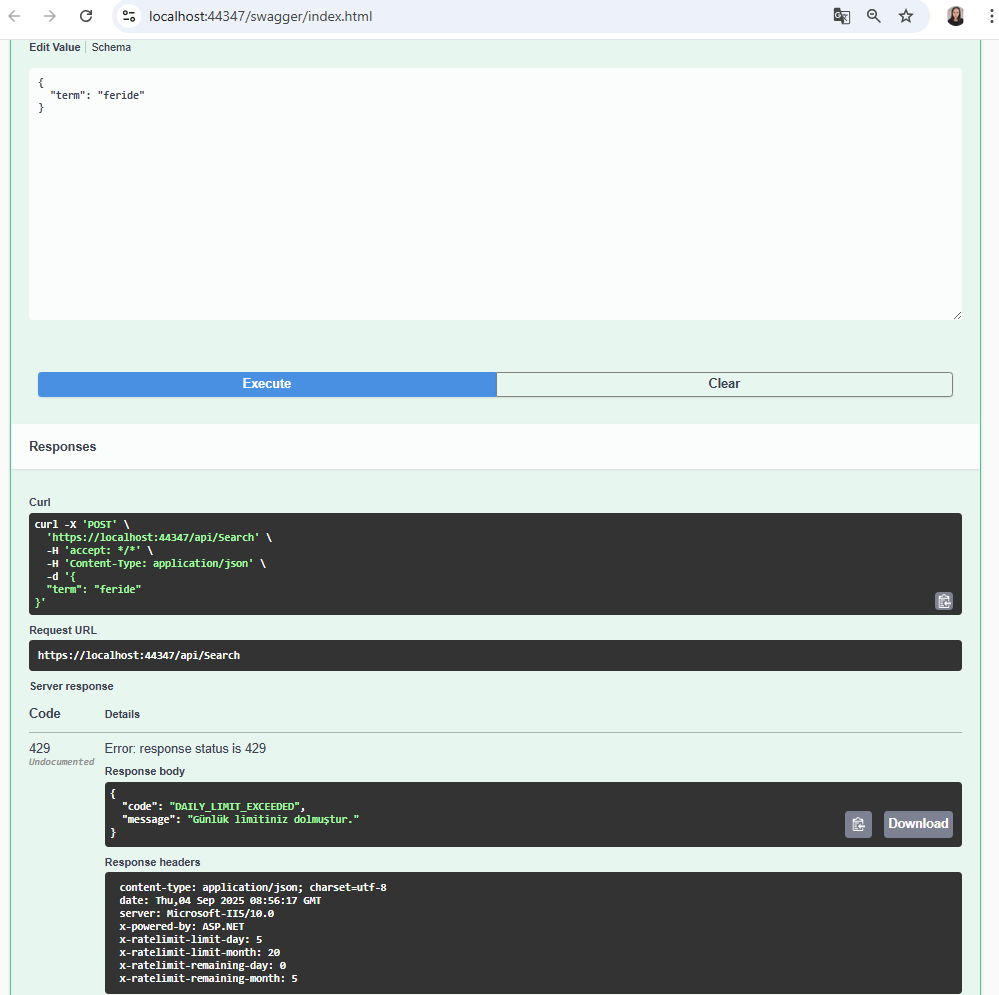 localhost:44347/swagger/index.html
Edit Value Schema
{
"term": "feride"
}
Execute Clear
Responses
Curl
curl -X 'POST' \
'https://localhost:44347/api/Search' \
-H 'accept: */*' \
-H 'Content-Type: application/json' \
-d '{
"term": "feride"
}'
Request URL
https://localhost:44347/api/Search
Server response
Code Details
429 Error: response status is 429
Undocumented
Response body
{
"code": "DAILY_LIMIT_EXCEEDED",
"message": "Günlük limitiniz dolmuştur."
}
Download
Response headers
content-type: application/json; charset=utf-8
date: Thu,04 Sep 2025 08:56:17 GMT
server: Microsoft-IIS/10.0
x-powered-by: ASP.NET
x-ratelimit-limit-day: 5
x-ratelimit-limit-month: 20
x-ratelimit-remaining-day: 0
x-ratelimit-remaining-month: 5